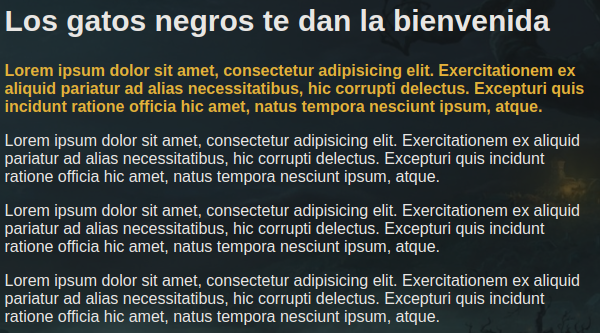 Los gatos negros te dan la bienvenida
Lorem ipsum dolor sit amet, consectetur adipisicing elit. Exercitationem ex
aliquid pariatur ad alias necessitatibus, hic corrupti delectus. Excepturi quis
incidunt ratione officia hic amet, natus tempora nesciunt ipsum, atque.
Lorem ipsum dolor sit amet, consectetur adipisicing elit. Exercitationem ex aliquid
pariatur ad alias necessitatibus, hic corrupti delectus. Excepturi quis incidunt
ratione officia hic amet, natus tempora nesciunt ipsum, atque.
Lorem ipsum dolor sit amet, consectetur adipisicing elit. Exercitationem ex aliquid
pariatur ad alias necessitatibus, hic corrupti delectus. Excepturi quis incidunt
ratione officia hic amet, natus tempora nesciunt ipsum, atque.
Lorem ipsum dolor sit amet, consectetur adipisicing elit. Exercitationem ex aliquid
pariatur ad alias necessitatibus, hic corrupti delectus. Excepturi quis incidunt
ratione officia hic amet, natus tempora nesciunt ipsum, atque.